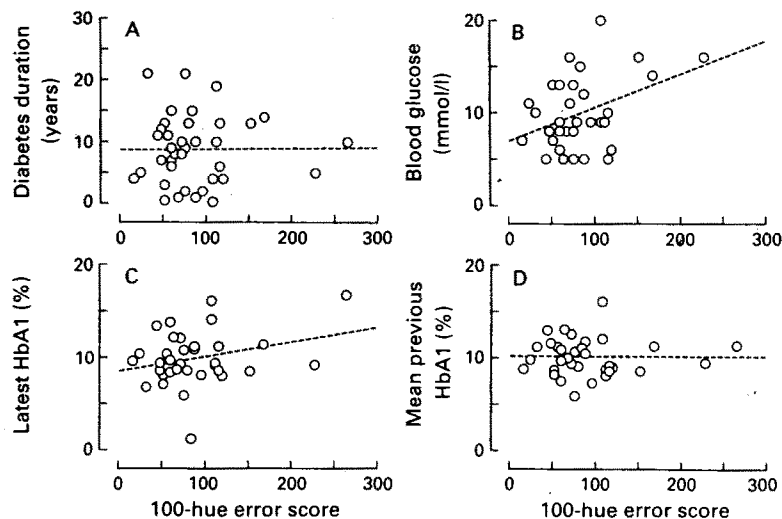 A
Diabetes duration
(years)
30
20
10
0
0 100 200 300
B
Blood glucose
(mmol/l)
20
10
0
0 100 200 300
C
Latest HbA1 (%)
20
10
0
0 100 200 300
100-hue error score
D
Mean previous
HbA1 (%)
20
10
0
0 100 200 300
100-hue error score